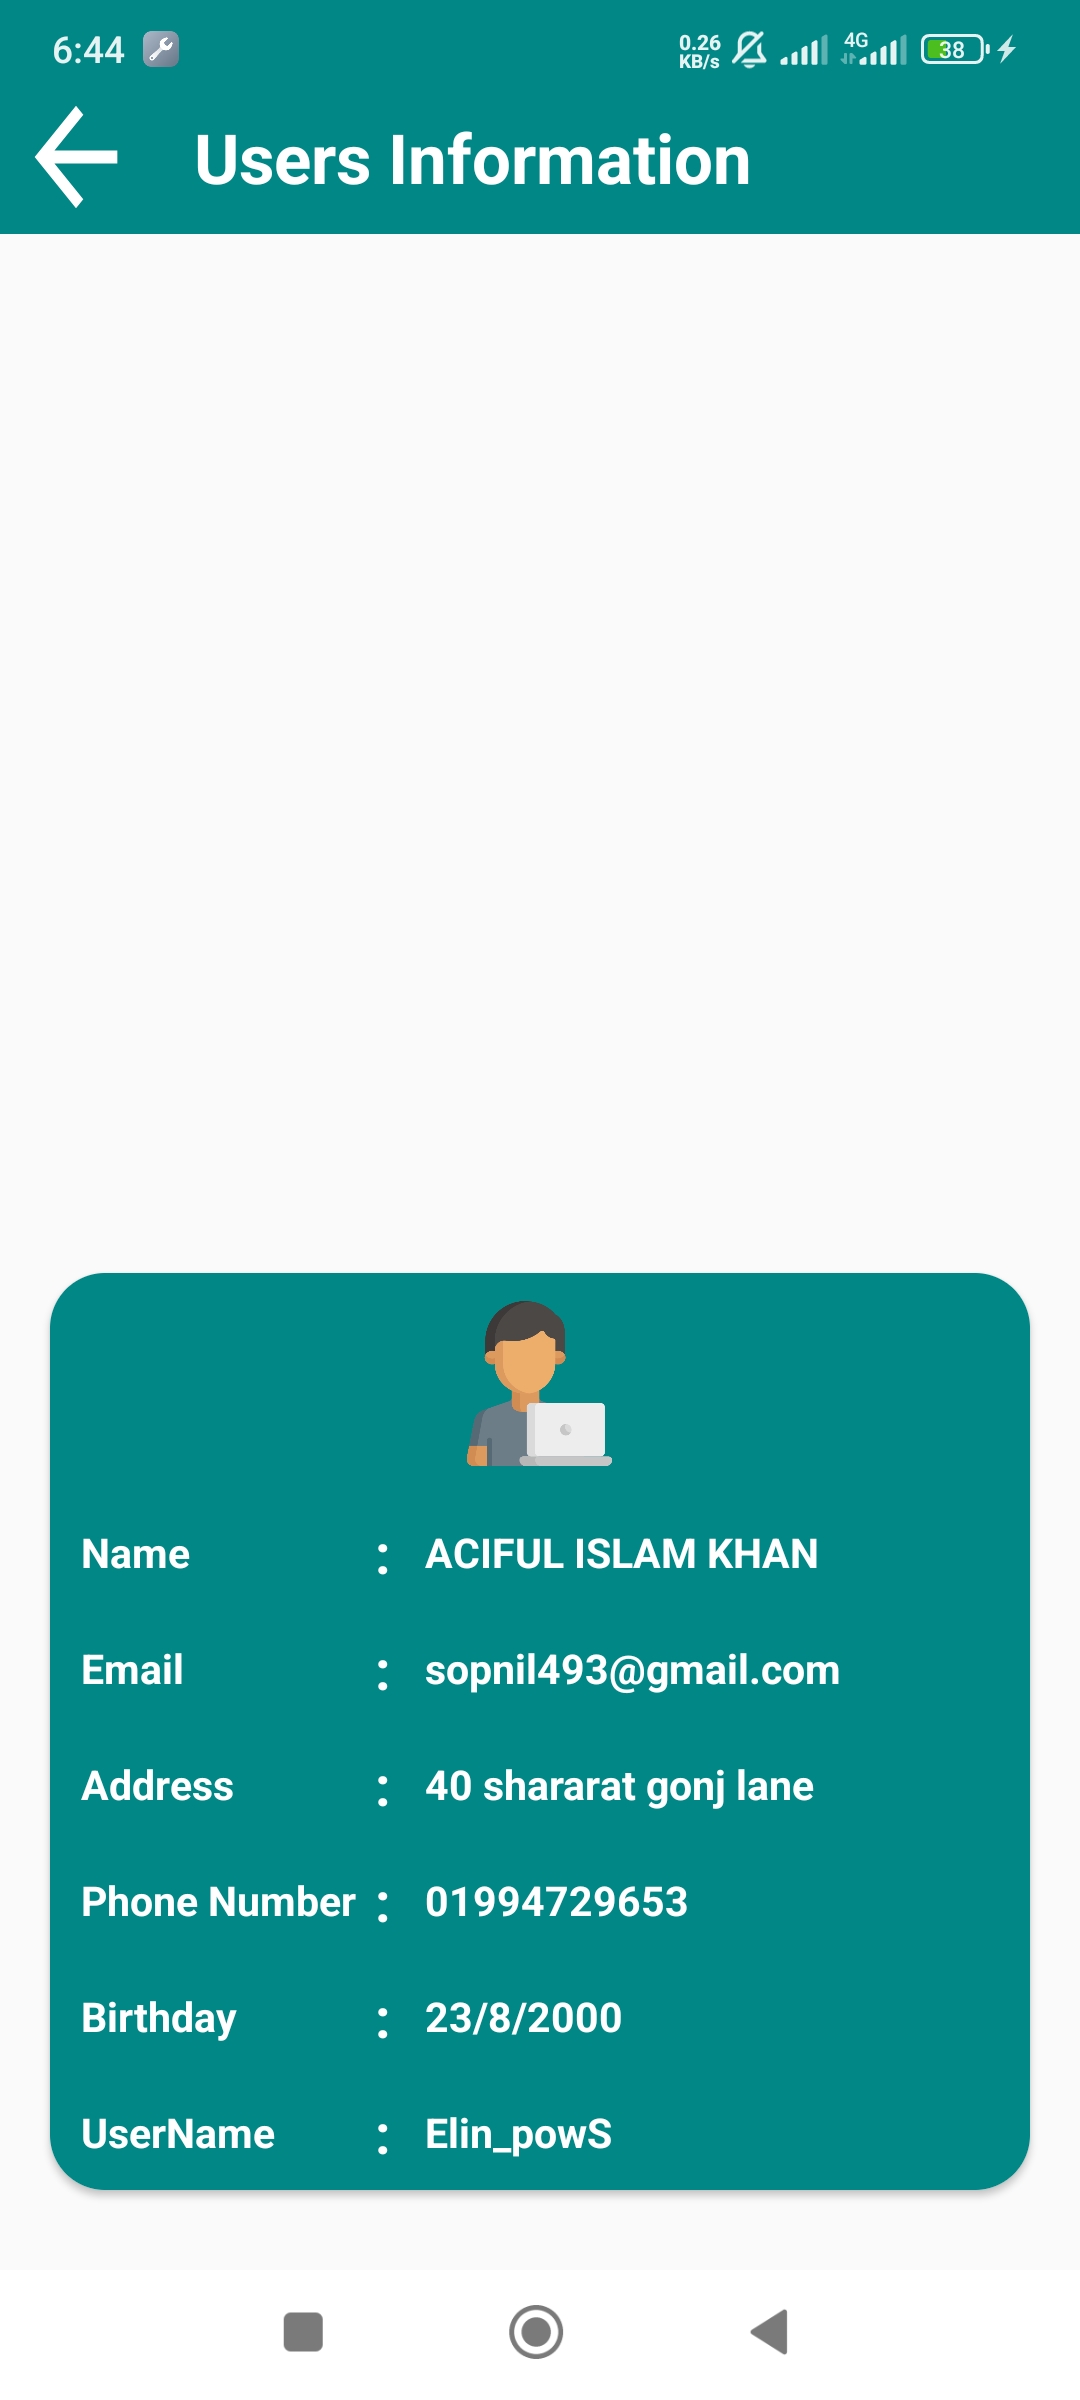 6:44 0.26 KB/s 4G 38
Users Information
Name : ACIFUL ISLAM KHAN
Email : sopnil493@gmail.com
Address : 40 shararat gonj lane
Phone Number : 01994729653
Birthday : 23/8/2000
UserName : Elin_powS